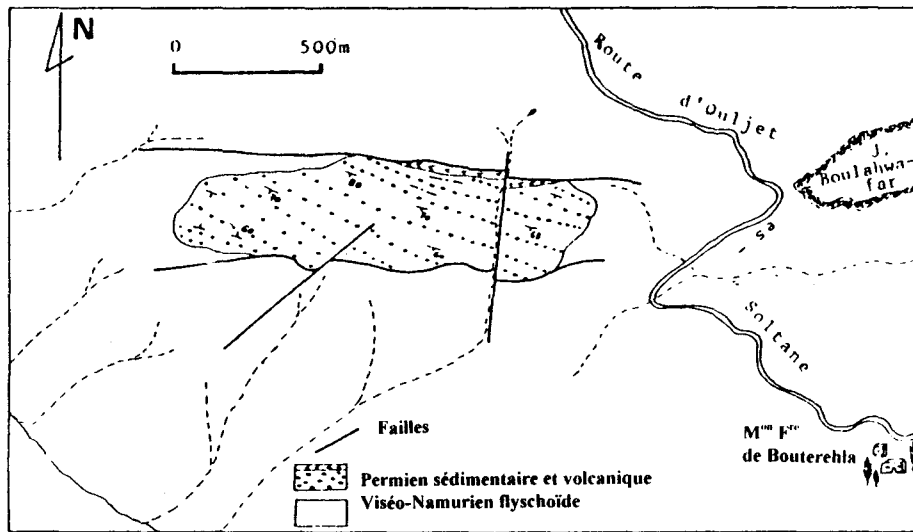 N
0 500m
Route
d'Ouljet
J.
Boulahwa-
far
- sa
Soltane
Failles
Mon Fre
de Bouterehla
Permien sédimentaire et volcanique
Viséo-Namurien flyschoïde